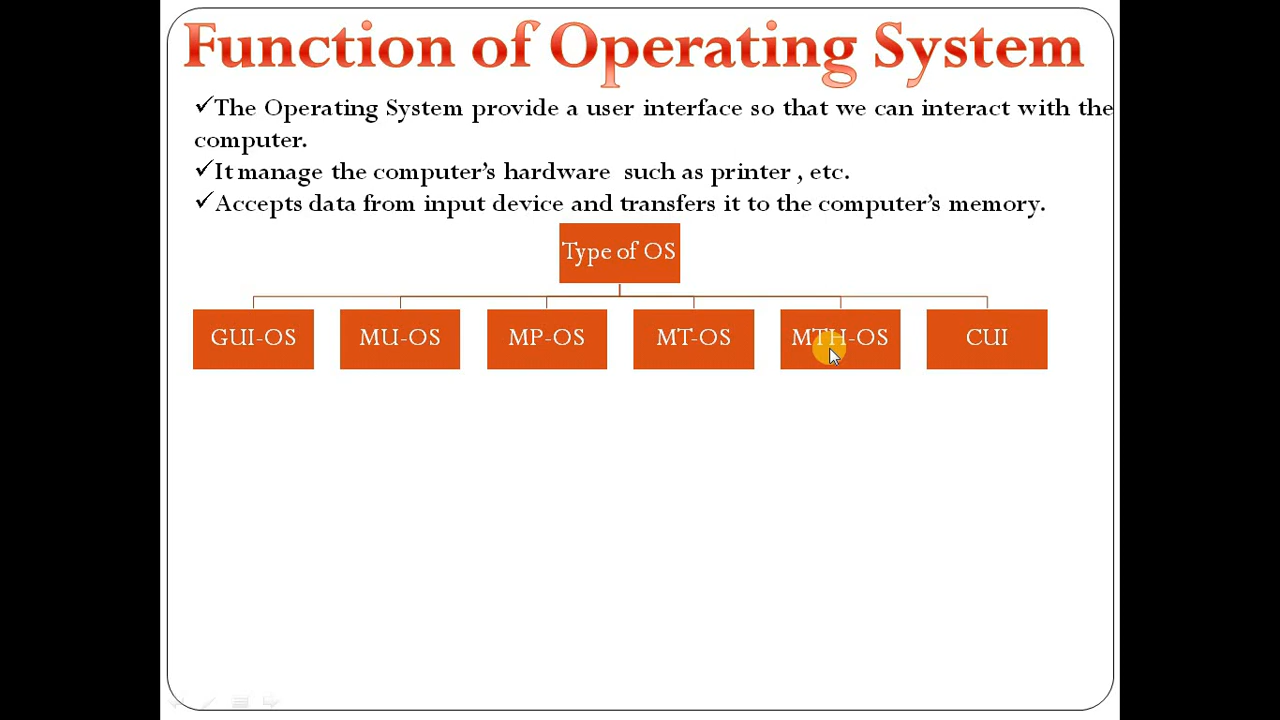 Function of Operating System
✓The Operating System provide a user interface so that we can interact with the
computer.
✓It manage the computer's hardware such as printer , etc.
✓Accepts data from input device and transfers it to the computer's memory.
Type of OS
GUI-OS MU-OS MP-OS MT-OS MTH-OS CUI